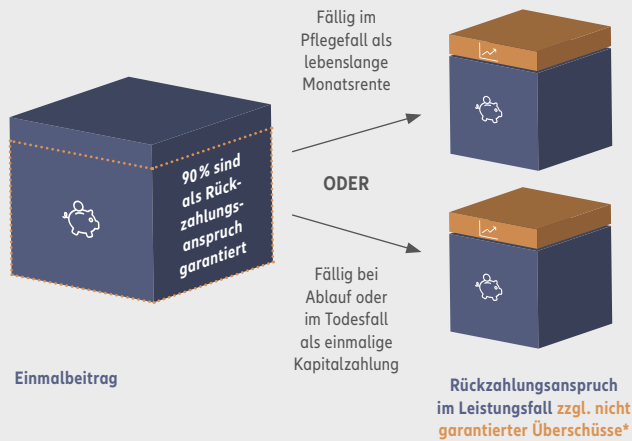 Fällig im
Pflegefall als
lebenslange
Monatsrente
90% sind
als Rück-
zahlungs-
anspruch
garantiert
ODER
Fällig bei
Ablauf oder
im Todesfall
als einmalige
Kapitalzahlung
Einmalbeitrag
Rückzahlungsanspruch
im Leistungsfall zzgl. nicht
garantierter Überschüsse*